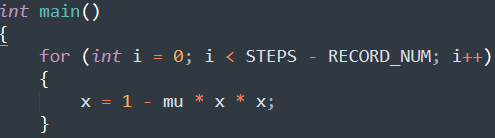 int main()
{
    for (int i = 0; i < STEPS - RECORD_NUM; i++)
    {
        x = 1 - mu * x * x;
    }